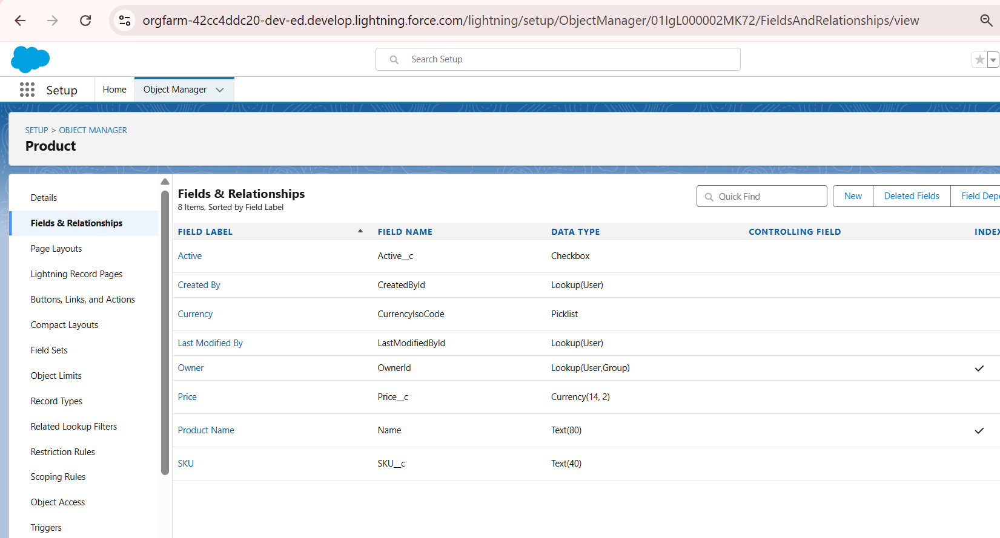 orgfarm-42cc4ddc20-dev-ed.develop.lightning.force.com/lightning/setup/ObjectManager/01IgL000002MK72/FieldsAndRelationships/view
Search Setup
Setup
Home
Object Manager
SETUP > OBJECT MANAGER
Product
Details
Fields & Relationships
Page Layouts
Lightning Record Pages
Buttons, Links, and Actions
Compact Layouts
Field Sets
Object Limits
Record Types
Related Lookup Filters
Restriction Rules
Scoping Rules
Object Access
Triggers
Fields & Relationships
8 Items, Sorted by Field Label
Quick Find
New
Deleted Fields
Field Depe
FIELD LABEL FIELD NAME DATA TYPE CONTROLLING FIELD INDEX
Active Active__c Checkbox
Created By CreatedById Lookup(User)
Currency CurrencyIsoCode Picklist
Last Modified By LastModifiedById Lookup(User)
Owner OwnerId Lookup(User,Group)
Price Price__c Currency(14, 2)
Product Name Name Text(80)
SKU SKU__c Text(40)